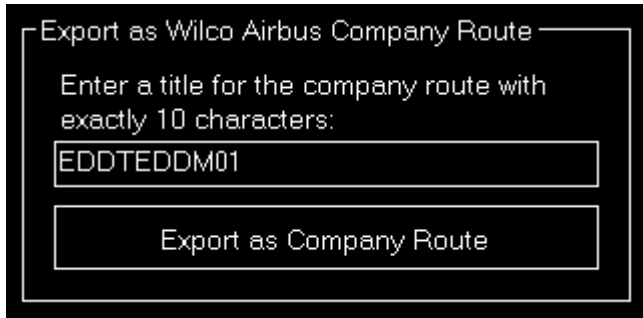 Export as Wilco Airbus Company Route
Enter a title for the company route with
exactly 10 characters:
EDDTEDDM01
Export as Company Route